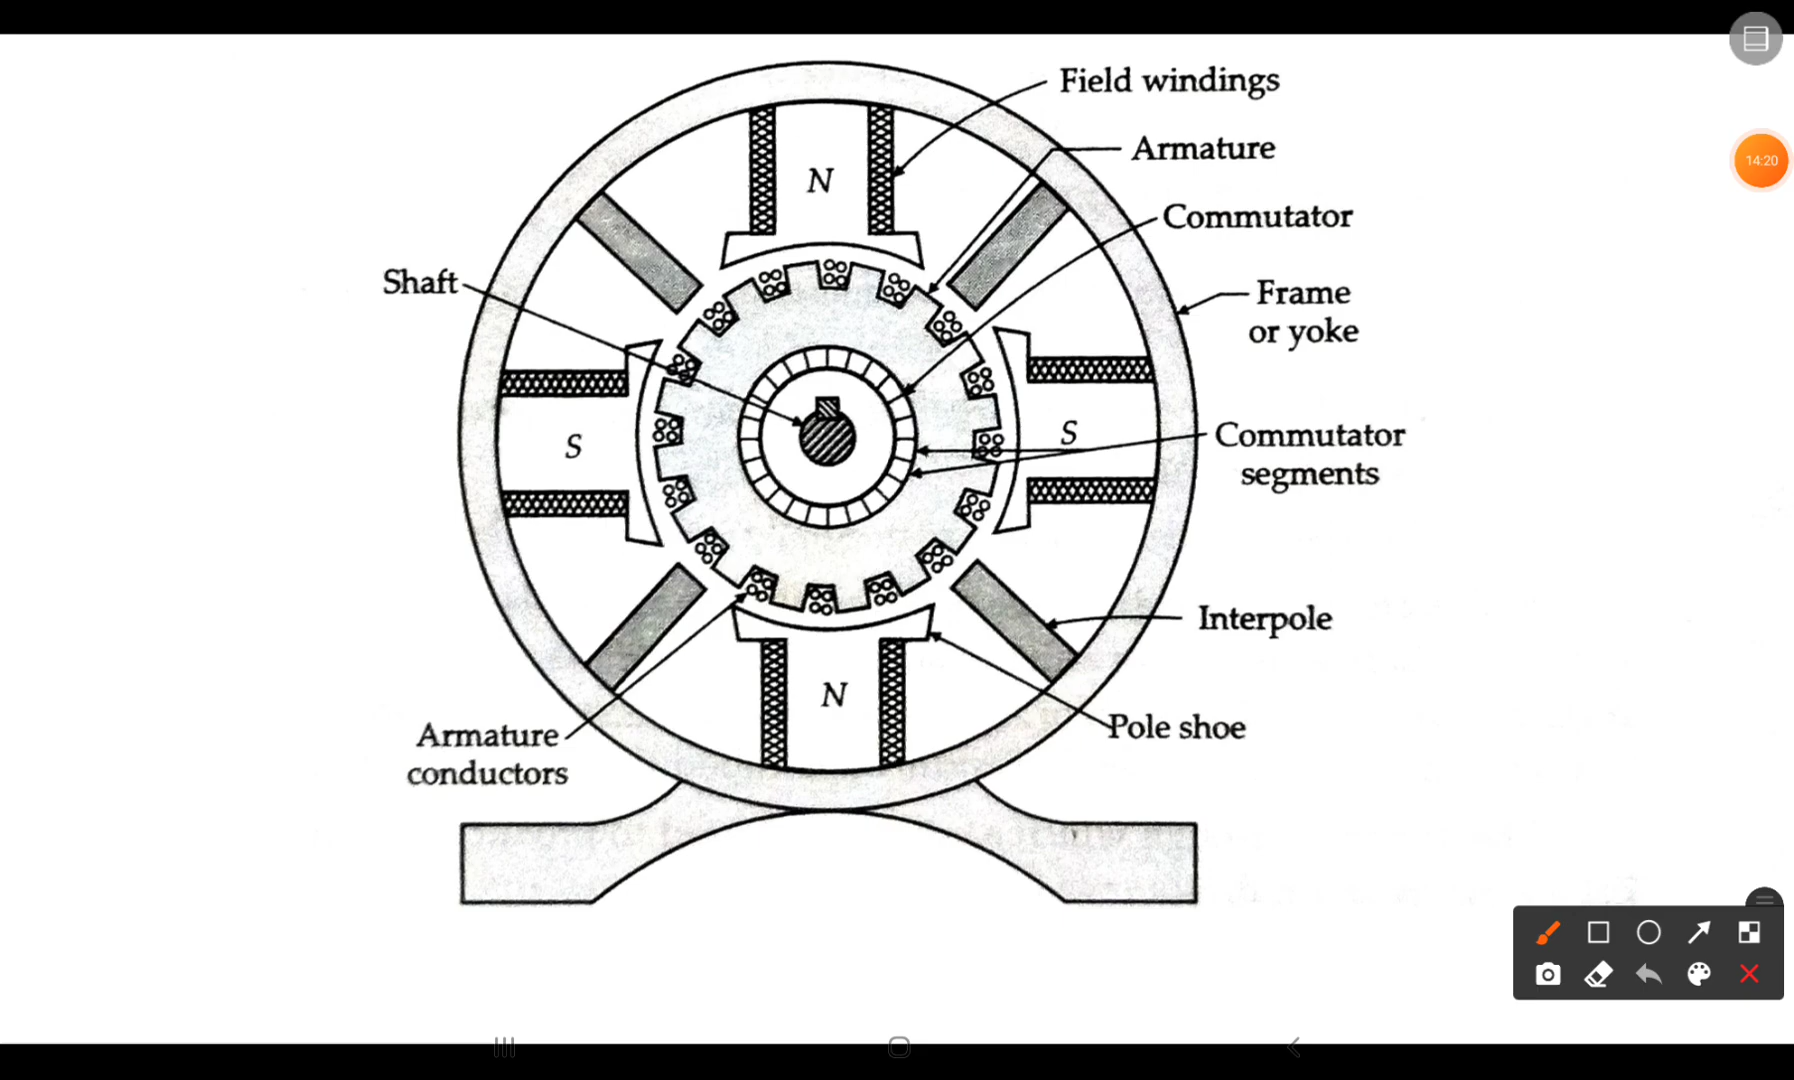 Field windings
Armature
Commutator
Shaft
Frame
or yoke
N
S
S
Commutator
segments
N
Interpole
Pole shoe
Armature
conductors
14:20